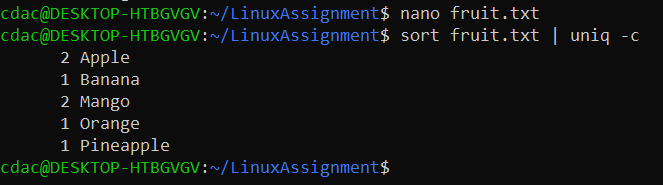 cdac@DESKTOP-HTBGVGV:~/LinuxAssignment$ nano fruit.txt
cdac@DESKTOP-HTBGVGV:~/LinuxAssignment$ sort fruit.txt | uniq -c
      2 Apple
      1 Banana
      2 Mango
      1 Orange
      1 Pineapple
cdac@DESKTOP-HTBGVGV:~/LinuxAssignment$